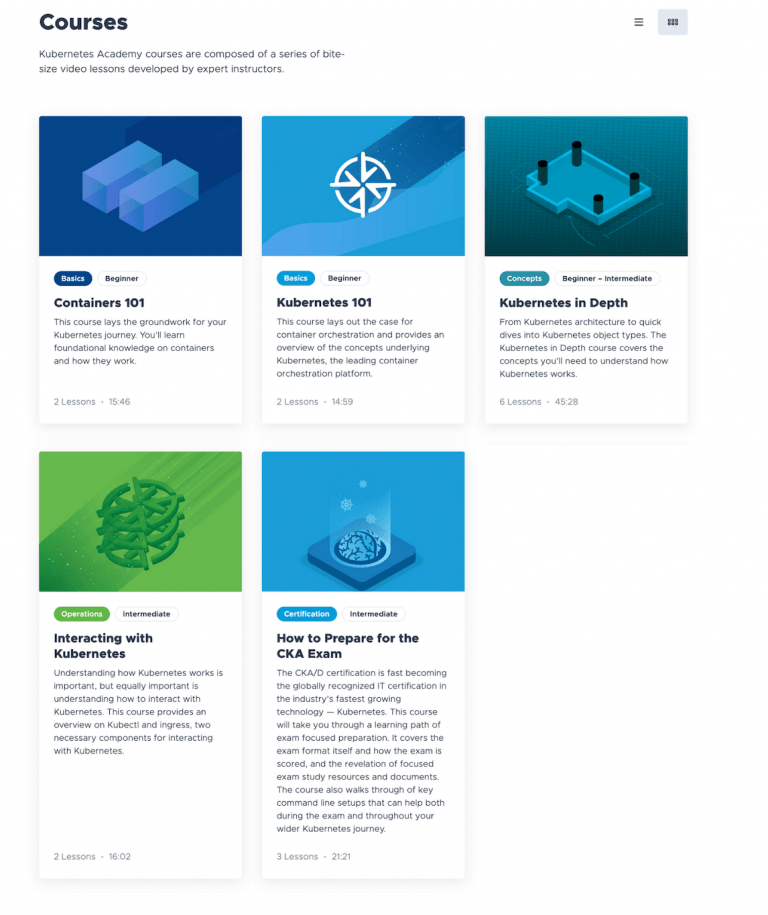 Courses
Kubernetes Academy courses are composed of a series of bite-
size video lessons developed by expert instructors.
Basics
Beginner
Containers 101
This course lays the groundwork for your
Kubernetes journey. You'll learn
foundational knowledge on containers
and how they work.
2 Lessons • 15:46
Basics
Beginner
Kubernetes 101
This course lays out the case for
container orchestration and provides an
overview of the concepts underlying
Kubernetes, the leading container
orchestration platform.
2 Lessons • 14:59
Concepts
Beginner – Intermediate
Kubernetes in Depth
From Kubernetes architecture to quick
dives into Kubernetes object types. The
Kubernetes in Depth course covers the
concepts you'll need to understand how
Kubernetes works.
6 Lessons • 45:28
Operations
Intermediate
Interacting with
Kubernetes
Understanding how Kubernetes works is
important, but equally important is
understanding how to interact with
Kubernetes. This course provides an
overview on Kubectl and ingress, two
necessary components for interacting
with Kubernetes.
2 Lessons • 16:02
Certification
Intermediate
How to Prepare for the
CKA Exam
The CKA/D certification is fast becoming
the globally recognized IT certification in
the industry's fastest growing
technology — Kubernetes. This course
will take you through a learning path of
exam focused preparation. It covers the
exam format itself and how the exam is
scored, and the revelation of focused
exam study resources and documents.
The course also walks through of key
command line setups that can help both
during the exam and throughout your
wider Kubernetes journey.
3 Lessons • 21:21